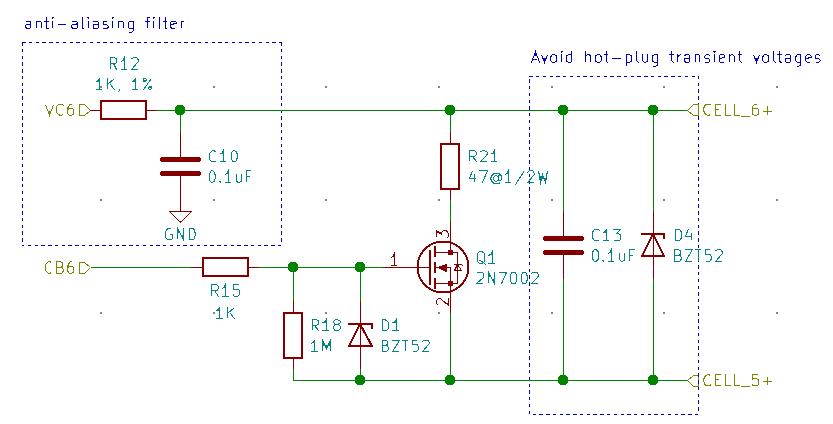 anti-aliasing filter
Avoid hot-plug transient voltages
R12
1K, 1%
VC6
CELL_6+
C10
0.1uF
R21
47@1/2W
GND
3
C13
0.1uF
D4
BZT52
CB6
1
Q1
2N7002
R15
1K
2
R18
1M
D1
BZT52
CELL_5+